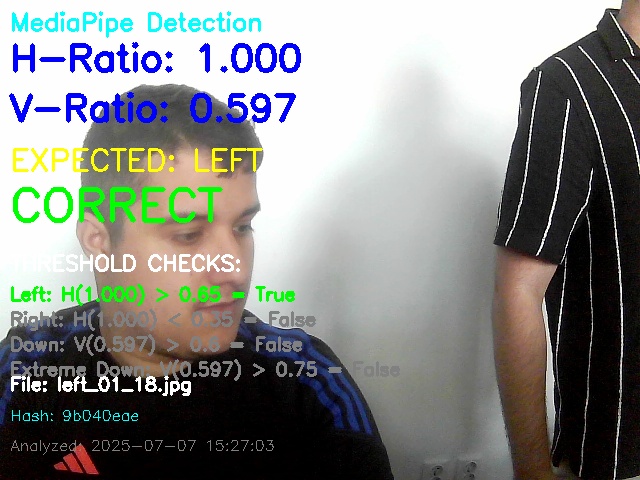 MediaPipe Detection
H-Ratio: 1.000
V-Ratio: 0.597
EXPECTED: LEFT
CORRECT
THRESHOLD CHECKS:
Left: H(1.000) > 0.65 = True
Right: H(1.000) < 0.35 = False
Down: V(0.597) > 0.6 = False
Extreme Down: V(0.597) > 0.75 = False
File: left_01_18.jpg
Hash: 9b040eae
Analyzed: 2025-07-07 15:27:03